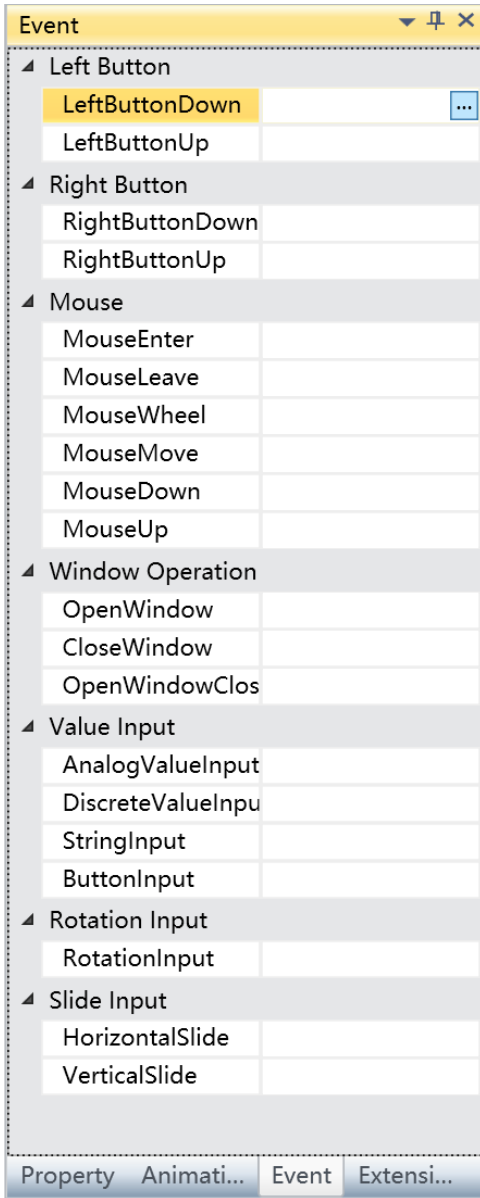 Event
Left Button
LeftButtonDown ...
LeftButtonUp
Right Button
RightButtonDown
RightButtonUp
Mouse
MouseEnter
MouseLeave
MouseWheel
MouseMove
MouseDown
MouseUp
Window Operation
OpenWindow
CloseWindow
OpenWindowClos
Value Input
AnalogValueInput
DiscreteValueInpu
StringInput
ButtonInput
Rotation Input
RotationInput
Slide Input
HorizontalSlide
VerticalSlide
Property Animati... Event Extensi...